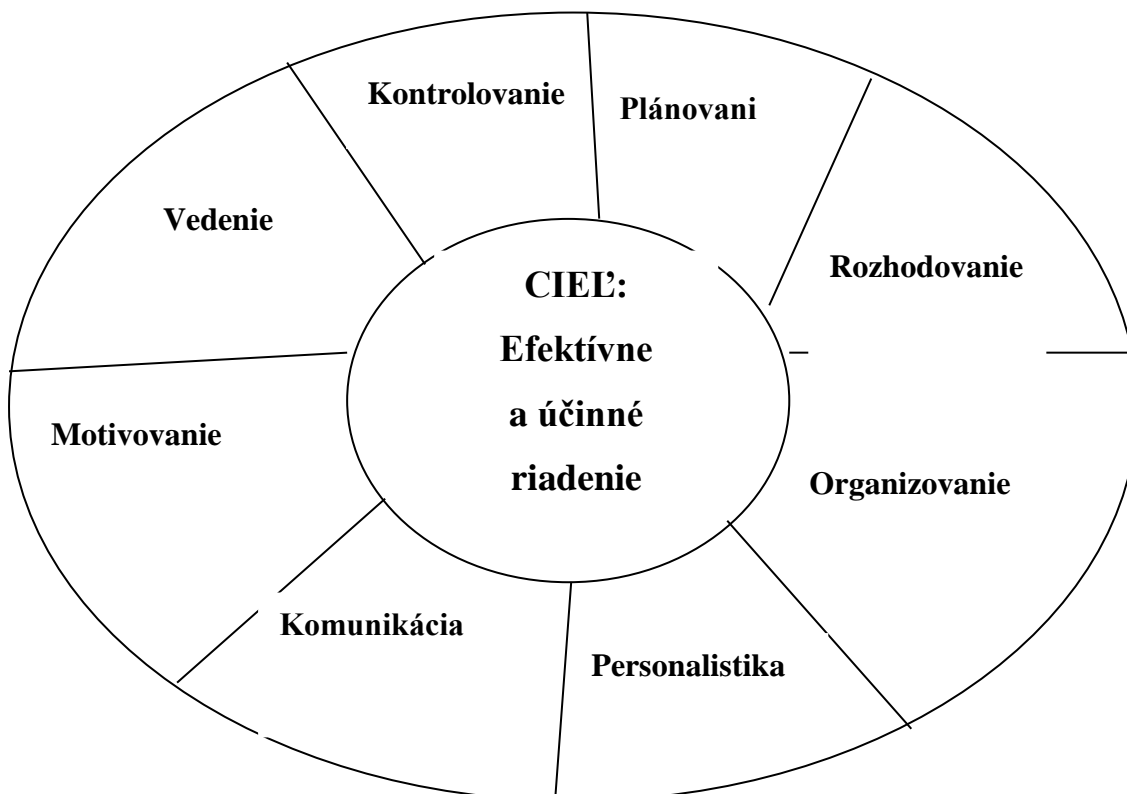 Kontrolovanie
Plánovani
Vedenie
Rozhodovanie
CIEĽ:
Efektívne
a účinné
riadenie
Motivovanie
Organizovanie
Komunikácia
Personalistika